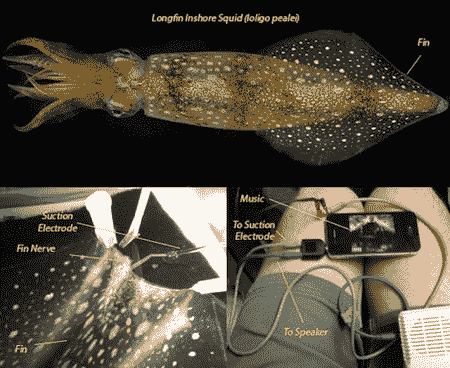 Longfin Inshore Squid (loligo pealei)
Fin
Suction
Electrode
Fin Nerve
Fin
Music
To Suction
Electrode
To Speaker